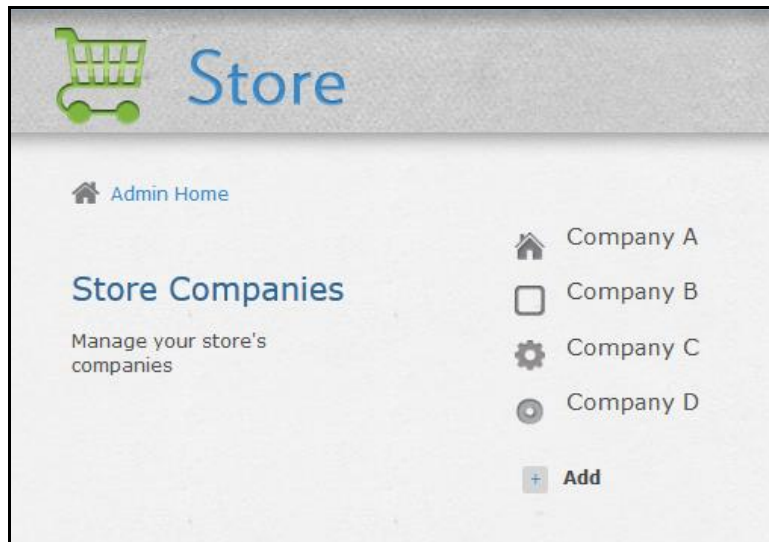 Store
Admin Home
Store Companies
Manage your store's
companies
Company A
Company B
Company C
Company D
+ Add